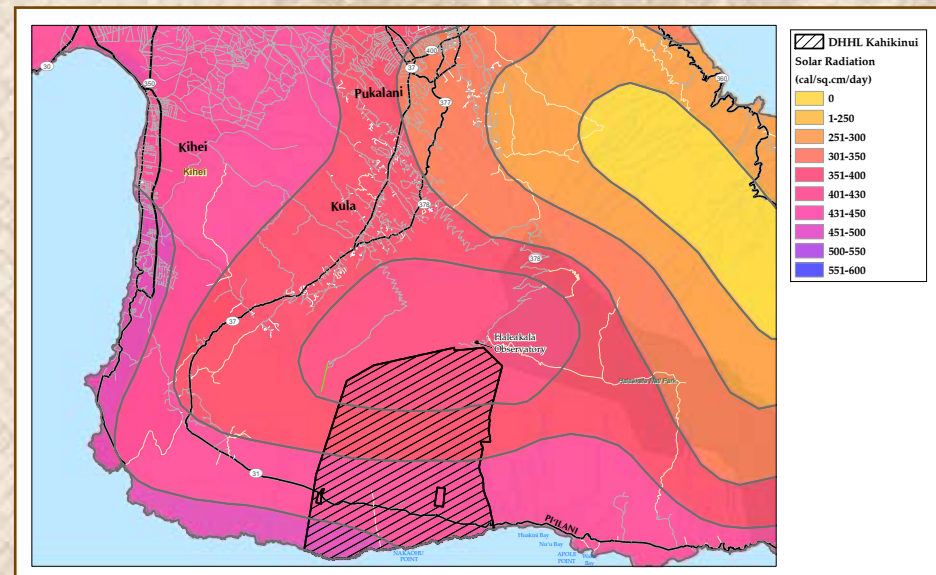 30
350
37
400
377
360
Pukalani
Kihei
Kihei
Kula
378
378
37
Haleakala
Observatory
31
PI'ILANI
Huakini Bay
Nu'u Bay
NAKAOHU
POINT
APOLE
POINT
Bay
DHHL Kahikinui
Solar Radiation
(cal/sq.cm/day)
0
1-250
251-300
301-350
351-400
401-430
431-450
451-500
500-550
551-600